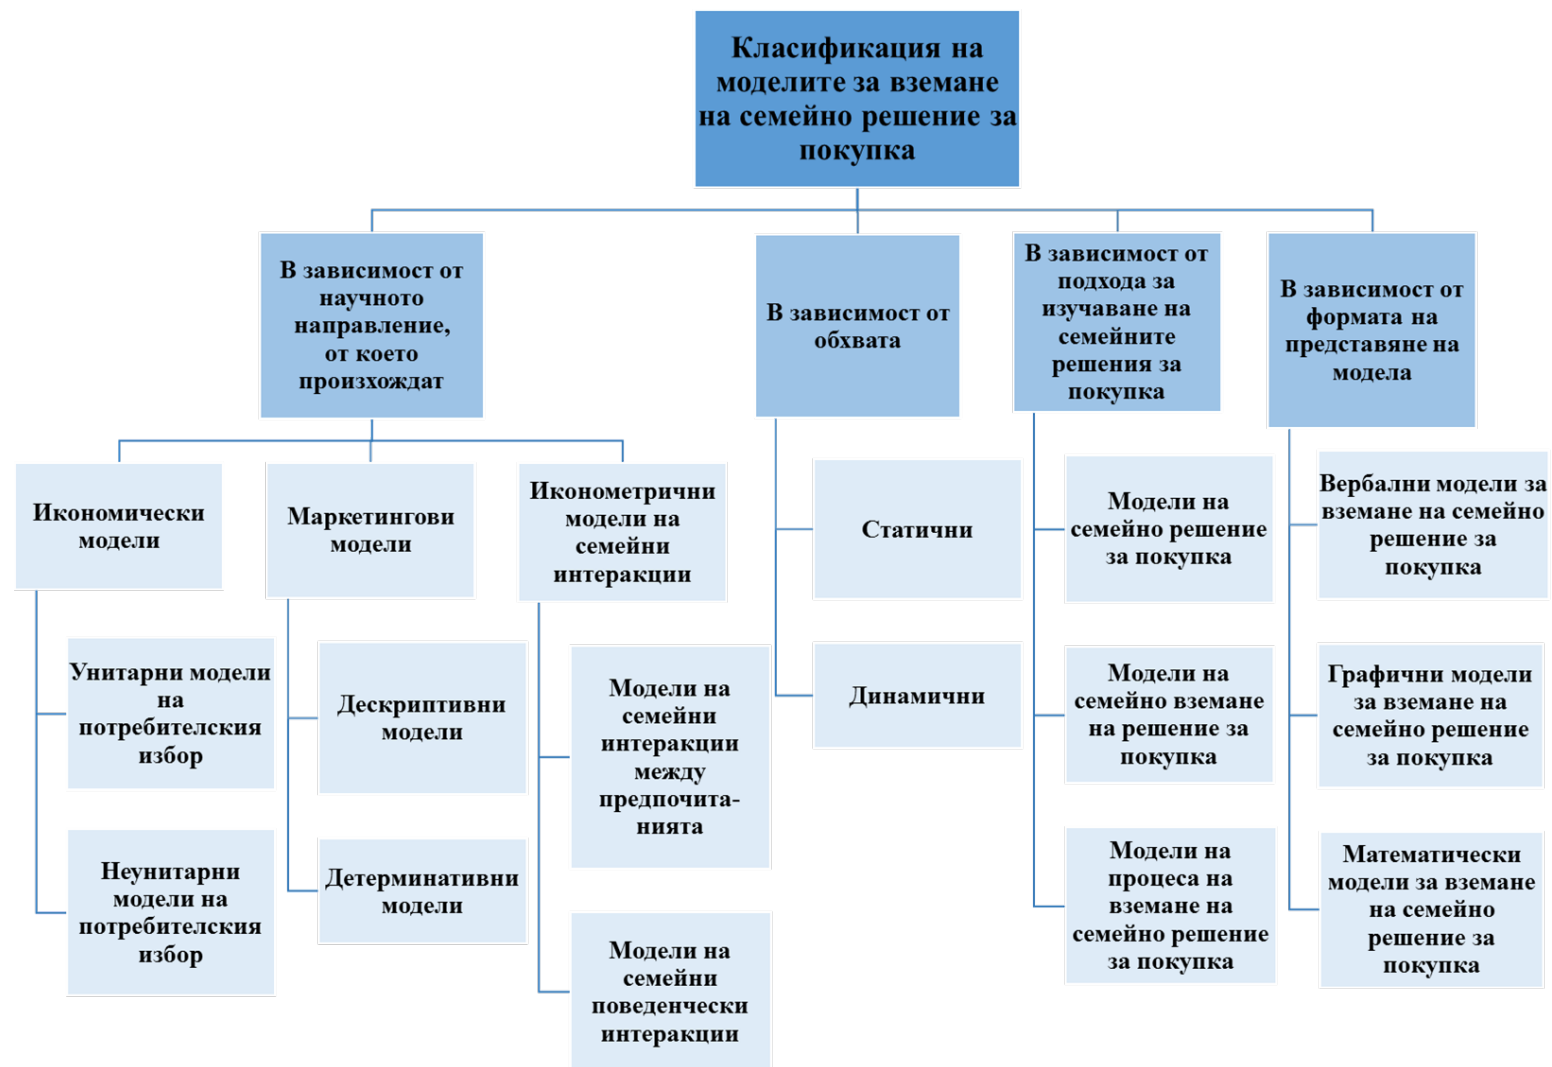 Класификация на
моделите за вземане
на семейно решение за
покупка
В зависимост от
научното
направление,
от което
произхождат
Икономически
модели
Унитарни модели
на
потребителския
избор
Неунитарни
модели на
потребителския
избор
Маркетингови
модели
Дескриптивни
модели
Детерминативни
модели
Иконометрични
модели на
семейни
интеракции
Модели на
семейни
интеракции
между
предпочита-
нията
Модели на
семейни
поведенчески
интеракции
В зависимост от
обхвата
Статични
Динамични
В зависимост от
подхода за
изучаване на
семейните
решения за
покупка
Модели на
семейно решение
за покупка
Модели на
семейно вземане
на решение за
покупка
Модели на
процеса на
вземане на
семейно решение
за покупка
В зависимост от
формата на
представяне на
модела
Вербални модели за
вземане на семейно
решение за
покупка
Графични модели
за вземане на
семейно решение
за покупка
Математически
модели за вземане
на семейно
решение за
покупка